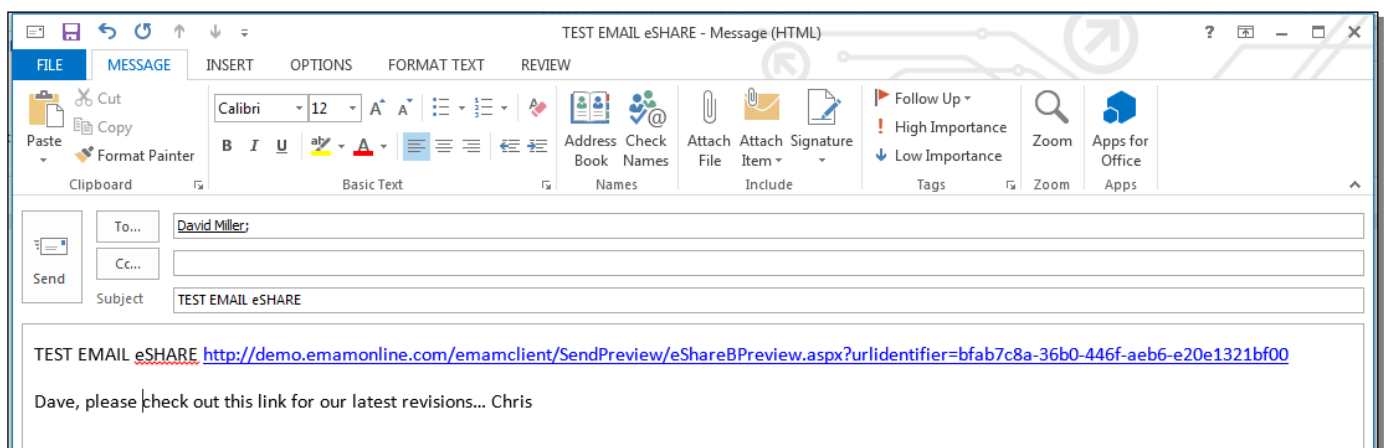 TEST EMAIL eSHARE - Message (HTML)
?
FILE MESSAGE INSERT OPTIONS FORMAT TEXT REVIEW
Paste
Cut
Copy
Format Painter
Clipboard
Calibri 12
B I U
Basic Text
Address Book
Check Names
Names
Attach File
Attach Item
Signature
Include
Follow Up
High Importance
Low Importance
Tags
Zoom
Zoom
Apps for Office
Apps
Send
To...
David Miller;
Cc...
Subject
TEST EMAIL eSHARE
TEST EMAIL eSHARE http://demo.emamonline.com/emamclient/SendPreview/eShareBPreview.aspx?urlidentifier=bfab7c8a-36b0-446f-aeb6-e20e1321bf00
Dave, please check out this link for our latest revisions... Chris